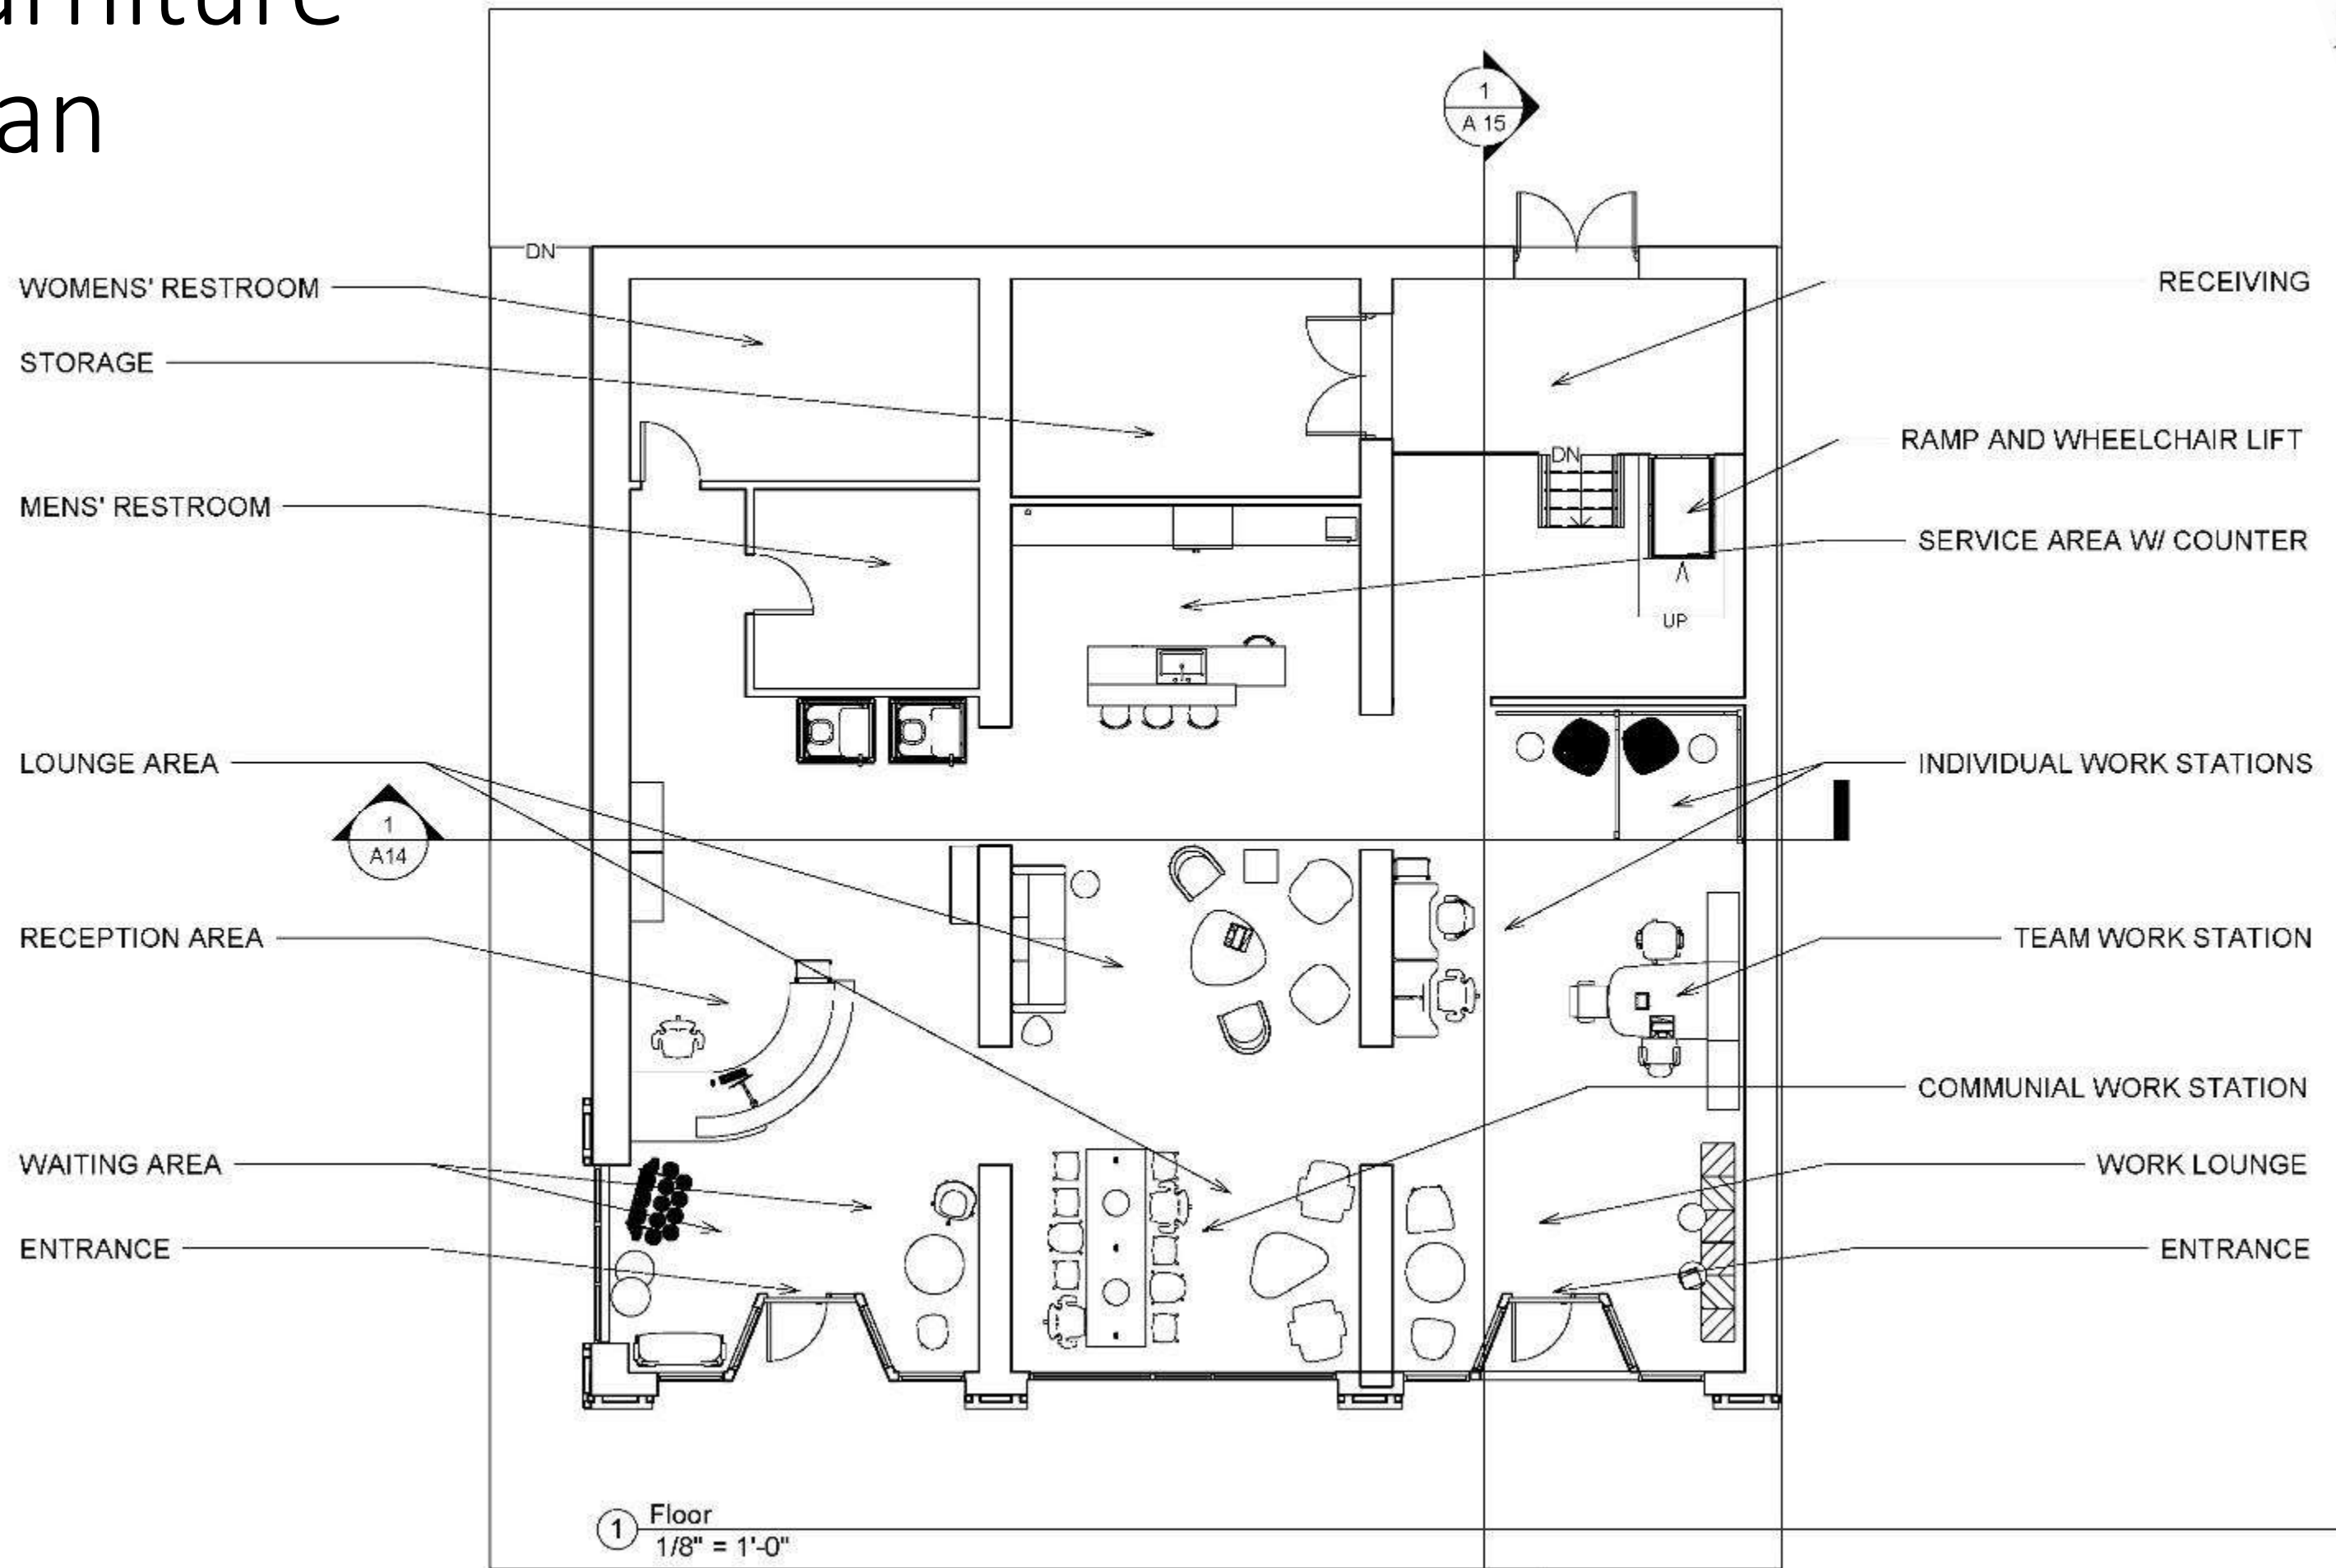 an
1
A 15
DN
WOMENS' RESTROOM
RECEIVING
STORAGE
RAMP AND WHEELCHAIR LIFT
DN
MENS' RESTROOM
SERVICE AREA W/ COUNTER
UP
LOUNGE AREA
INDIVIDUAL WORK STATIONS
1
A14
RECEPTION AREA
TEAM WORK STATION
COMMUNIAL WORK STATION
WAITING AREA
WORK LOUNGE
ENTRANCE
ENTRANCE
1
Floor
1/8" = 1'-0"